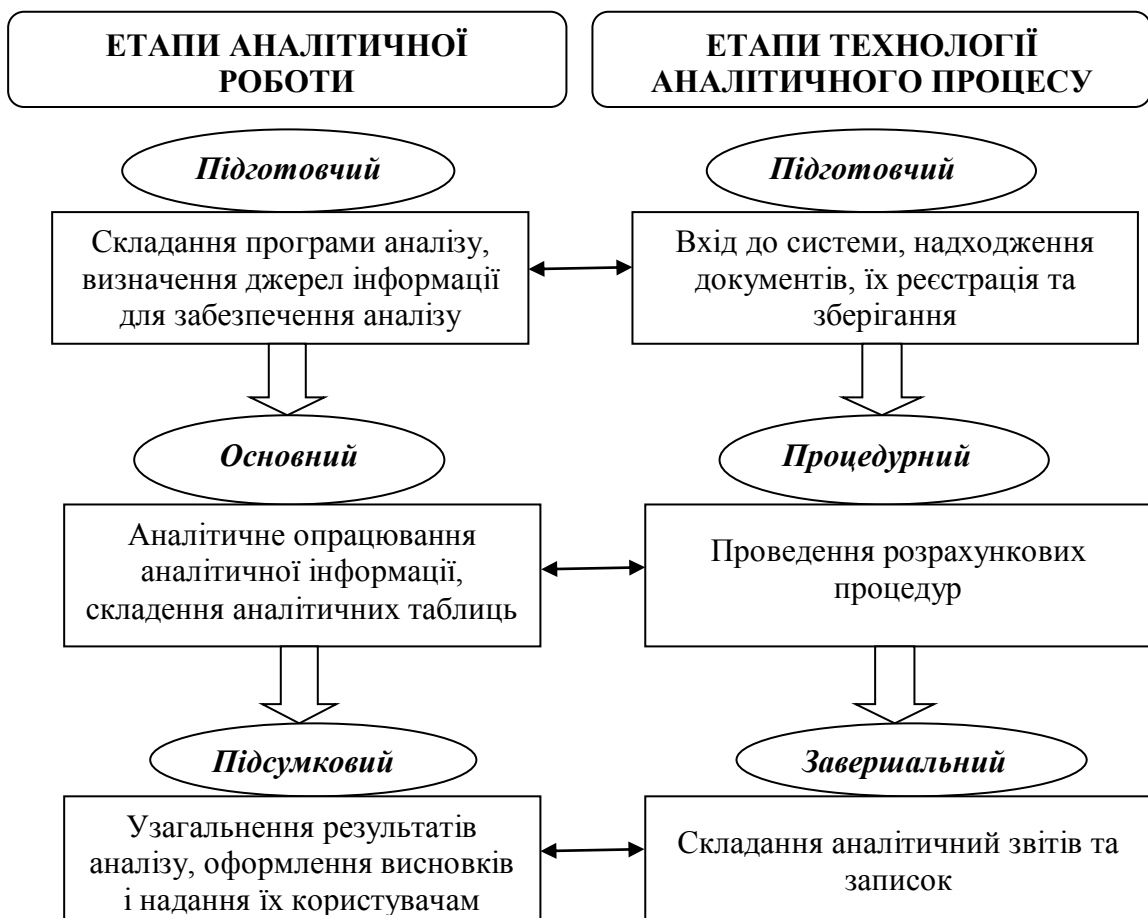 ЕТАПИ АНАЛІТИЧНОЇ
РОБОТИ
ЕТАПИ ТЕХНОЛОГІЇ
АНАЛІТИЧНОГО ПРОЦЕСУ
Підготовчий
Підготовчий
Складання програми аналізу,
визначення джерел інформації
для забезпечення аналізу
Вхід до системи, надходження
документів, їх реєстрація та
зберігання
Основний
Процедурний
Аналітичне опрацювання
аналітичної інформації,
складення аналітичних таблиць
Проведення розрахункових
процедур
Підсумковий
Завершальний
Узагальнення результатів
аналізу, оформлення висновків
і надання їх користувачам
Складання аналітичний звітів та
записок